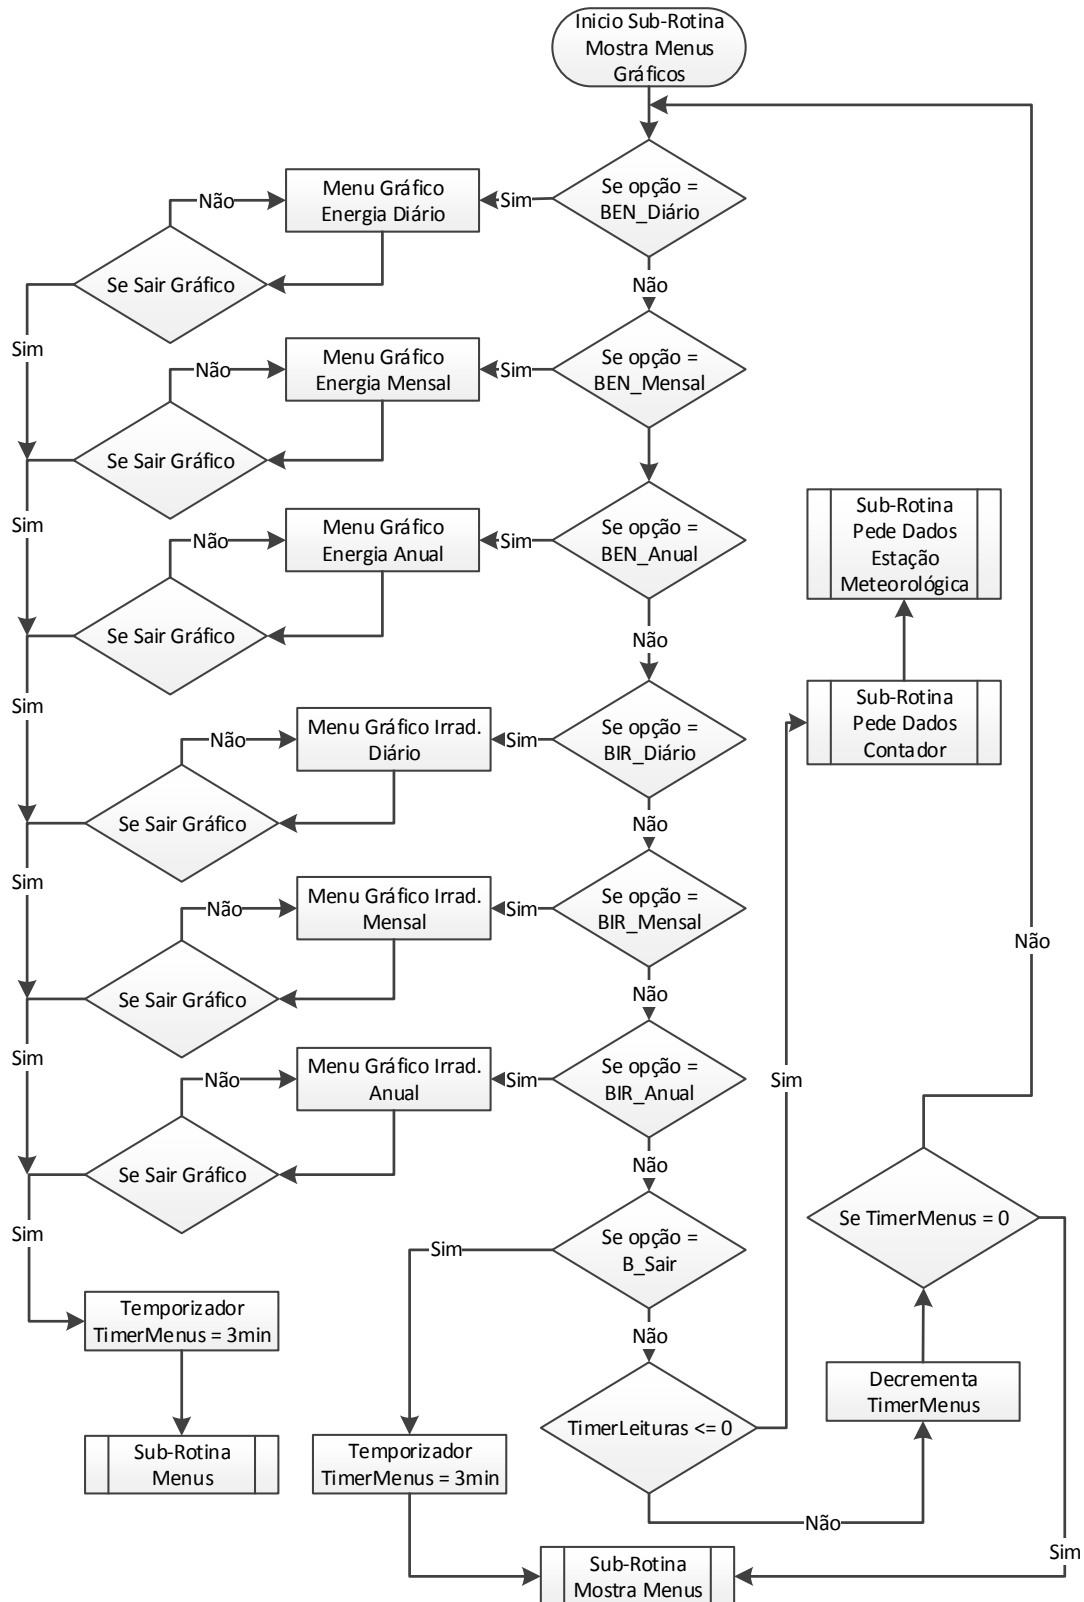 Inicio Sub-Rotina
Mostra Menus
Gráficos
Se opção =
BEN_Diário
Sim
Menu Gráfico
Energia Diário
Não
Se Sair Gráfico
Sim
Não
Se opção =
BEN_Mensal
Sim
Menu Gráfico
Energia Mensal
Não
Se Sair Gráfico
Sim
Se opção =
BEN_Anual
Sim
Menu Gráfico
Energia Anual
Não
Se Sair Gráfico
Sim
Não
Se opção =
BIR_Diário
Sim
Menu Gráfico Irrad.
Diário
Não
Se Sair Gráfico
Sim
Não
Se opção =
BIR_Mensal
Sim
Menu Gráfico Irrad.
Mensal
Não
Se Sair Gráfico
Sim
Não
Se opção =
BIR_Anual
Sim
Menu Gráfico Irrad.
Anual
Não
Se Sair Gráfico
Sim
Temporizador
TimerMenus = 3min
Sub-Rotina
Menus
Não
Se opção =
B_Sair
Sim
Temporizador
TimerMenus = 3min
Não
TimerLeituras <= 0
Sim
Sub-Rotina
Pede Dados
Contador
Sub-Rotina
Pede Dados
Estação
Meteorológica
Não
Decrementa
TimerMenus
Se TimerMenus = 0
Não
Sim
Sub-Rotina
Mostra Menus